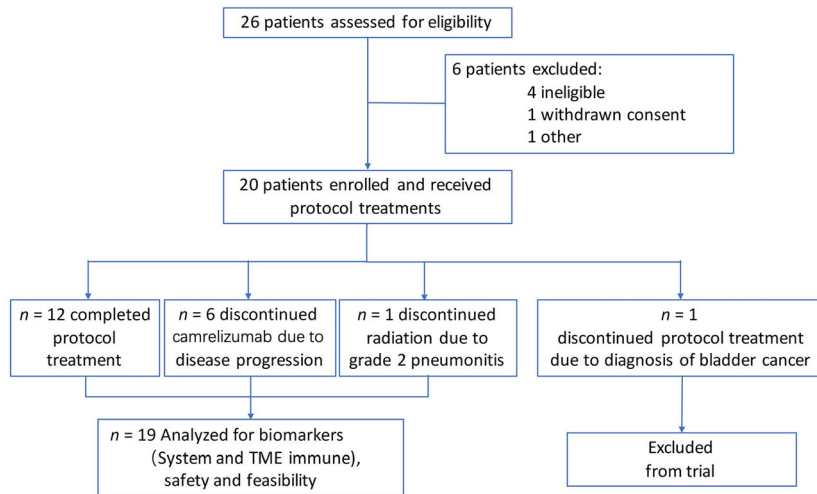 26 patients assessed for eligibility
6 patients excluded:
4 ineligible
1 withdrawn consent
1 other
20 patients enrolled and received
protocol treatments
n = 12 completed
protocol
treatment
n = 6 discontinued
camrelizumab due to
disease progression
n = 1 discontinued
radiation due to
grade 2 pneumonitis
n = 1
discontinued protocol treatment
due to diagnosis of bladder cancer
n = 19 Analyzed for biomarkers
（System and TME immune),
safety and feasibility
Excluded
from trial